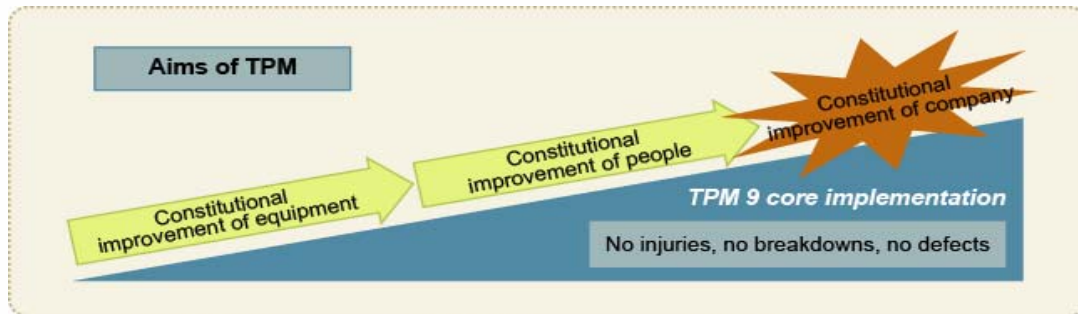 Aims of TPM
Constitutional
improvement of equipment
Constitutional
improvement of people
Constitutional
improvement of company
TPM 9 core implementation
No injuries, no breakdowns, no defects